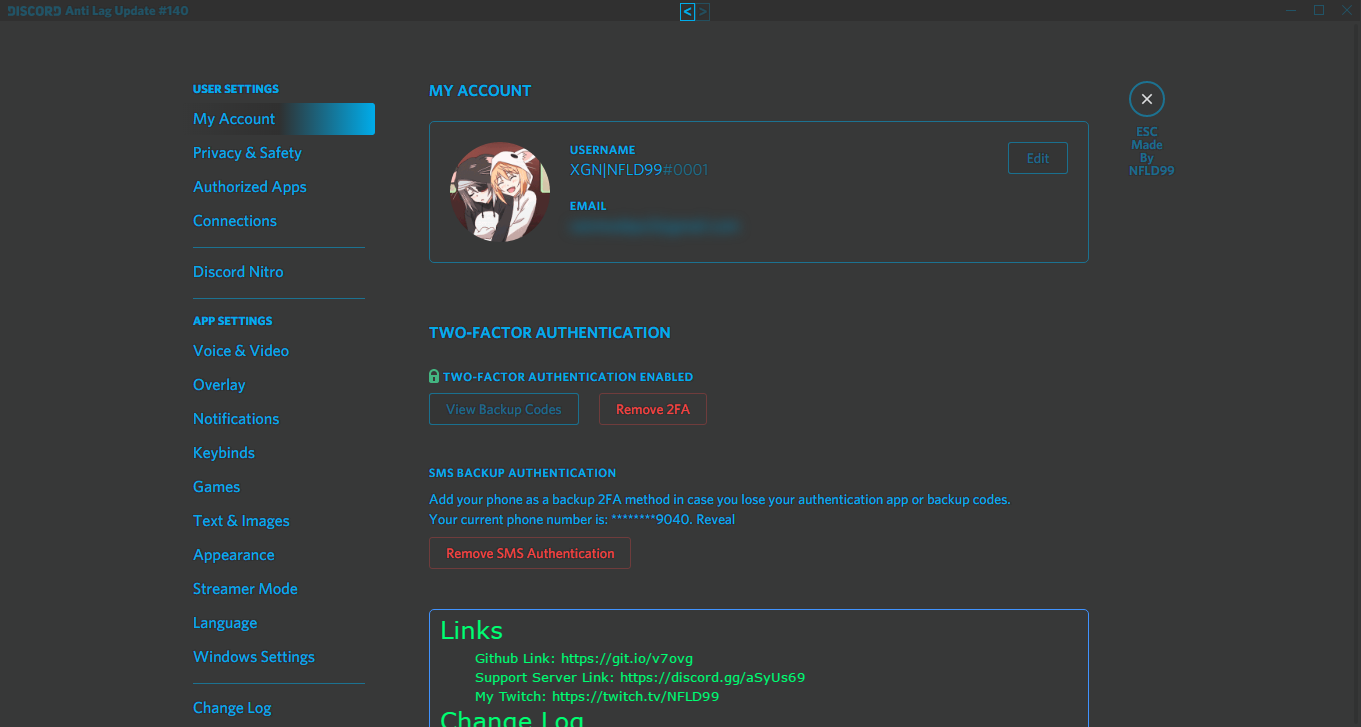 DISCORD Anti Lag Update #140
< >
USER SETTINGS
My Account
Privacy & Safety
Authorized Apps
Connections
Discord Nitro
APP SETTINGS
Voice & Video
Overlay
Notifications
Keybinds
Games
Text & Images
Appearance
Streamer Mode
Language
Windows Settings
Change Log
MY ACCOUNT
USERNAME
XGN|NFLD99#0001
Edit
EMAIL
TWO-FACTOR AUTHENTICATION
TWO-FACTOR AUTHENTICATION ENABLED
View Backup Codes
Remove 2FA
SMS BACKUP AUTHENTICATION
Add your phone as a backup 2FA method in case you lose your authentication app or backup codes.
Your current phone number is: ********9040. Reveal
Remove SMS Authentication
Links
Github Link: https://git.io/v7ovg
Support Server Link: https://discord.gg/aSyUs69
My Twitch: https://twitch.tv/NFLD99
Change Log
ESC
Made
By
NFLD99